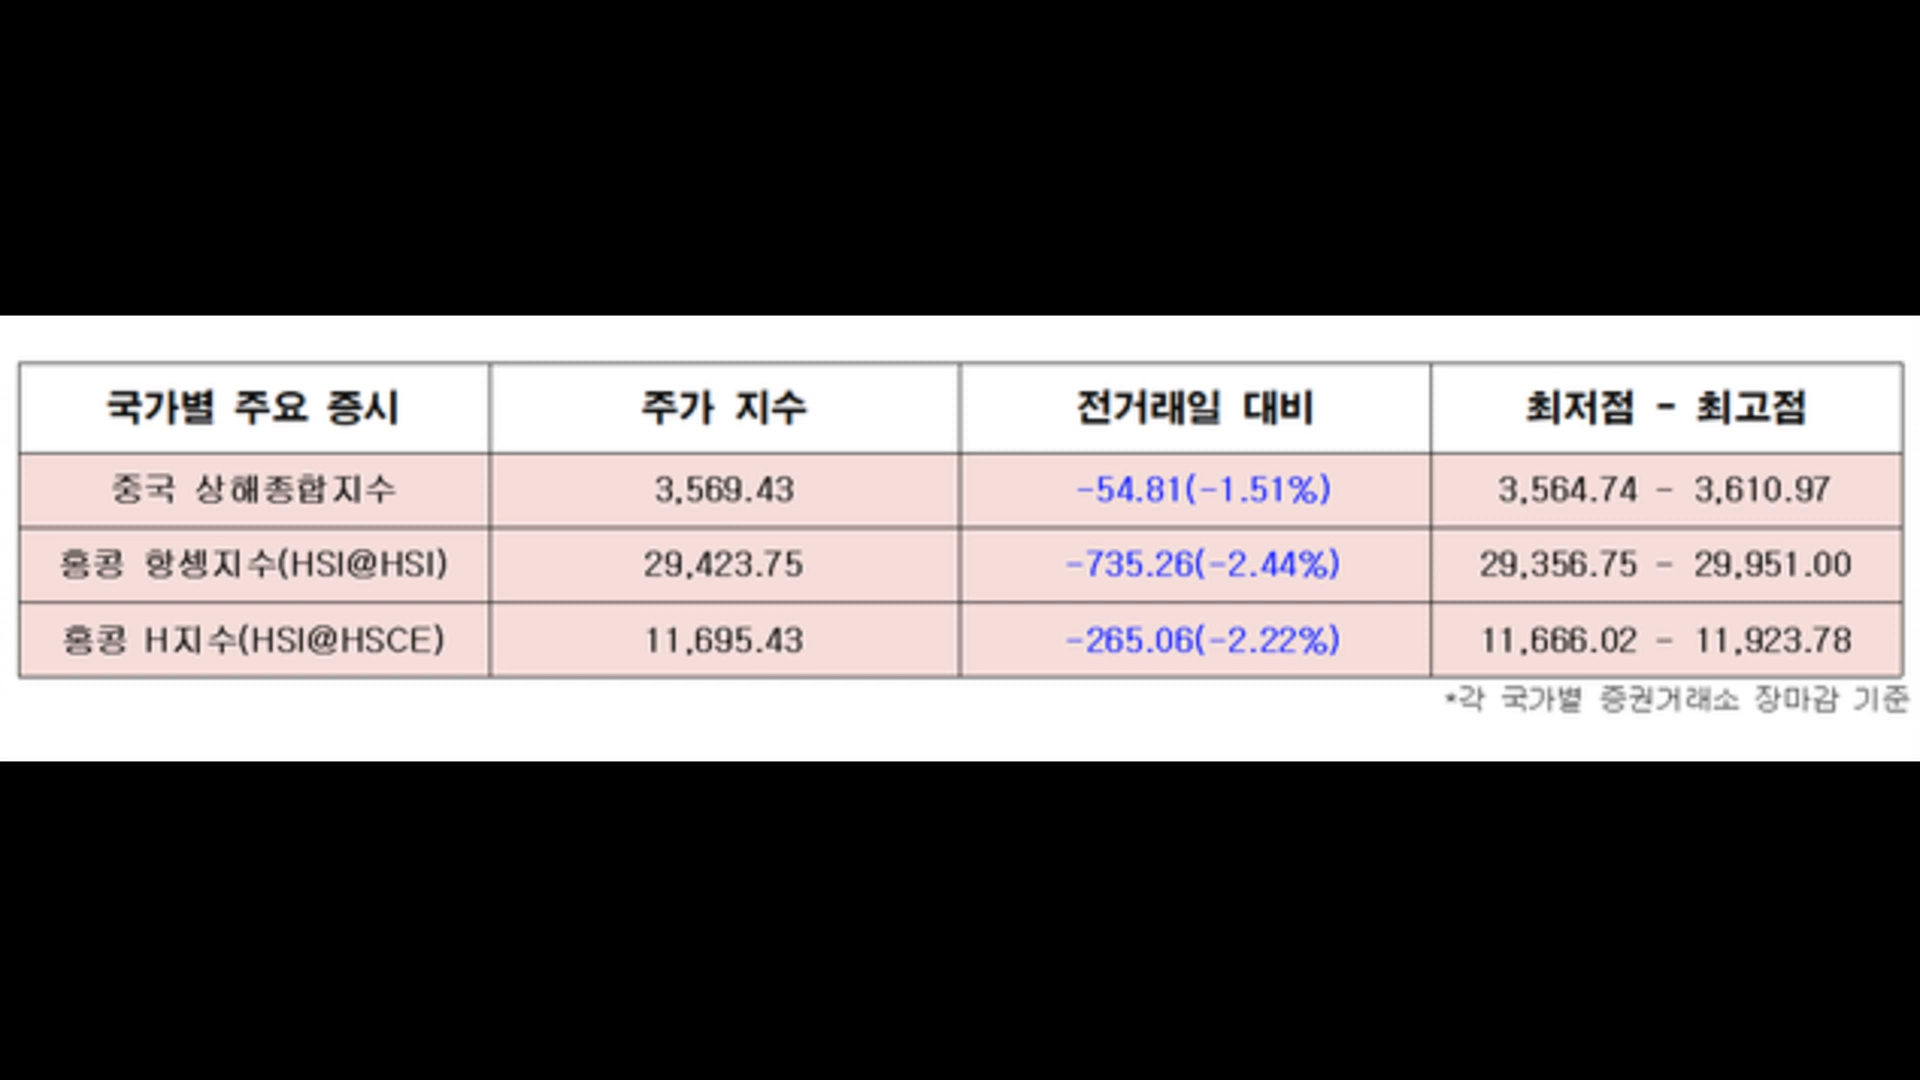 국가별 주요 증시 주가 지수 전거래일 대비 최저점 - 최고점
중국 상해종합지수 3,569.43 -54.81(-1.51%) 3,564.74 - 3,610.97
홍콩 항셍지수(HSI@HSI) 29,423.75 -735.26(-2.44%) 29,356.75 - 29,951.00
홍콩 H지수(HSI@HSCE) 11,695.43 -265.06(-2.22%) 11,666.02 - 11,923.78
*각 국가별 증권거래소 장마감 기준